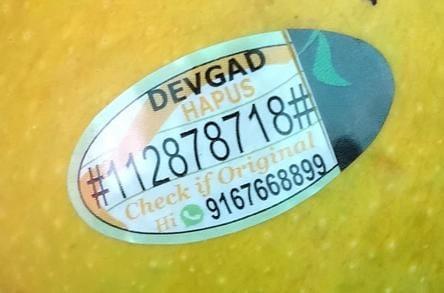 DEVGAD
HAPUS
#112878718#
Check if Original
Hi 9167668899